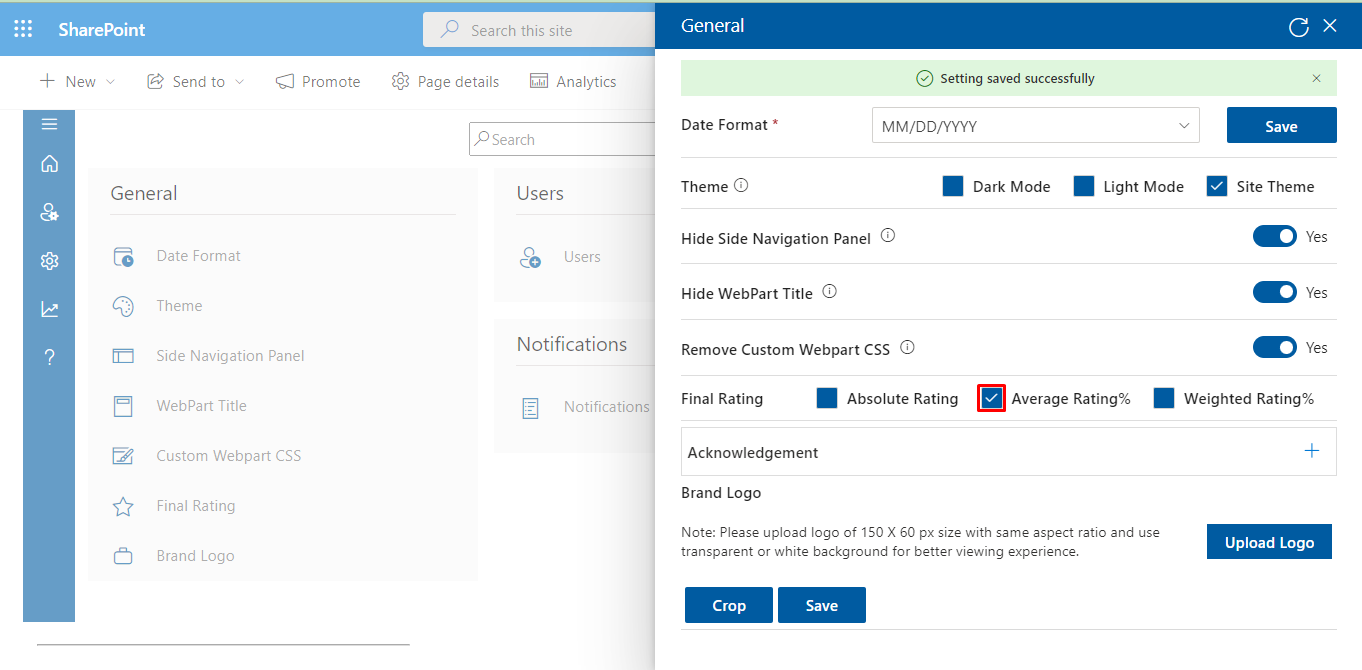 SharePoint
Search this site
New
Send to
Promote
Page details
Analytics
Search
General
Date Format
Theme
Side Navigation Panel
WebPart Title
Custom Webpart CSS
Final Rating
Brand Logo
Users
Users
Notifications
Notifications
General
Setting saved successfully
Date Format *
MM/DD/YYYY
Save
Theme
Dark Mode
Light Mode
Site Theme
Hide Side Navigation Panel
Yes
Hide WebPart Title
Yes
Remove Custom Webpart CSS
Yes
Final Rating
Absolute Rating
Average Rating%
Weighted Rating%
Acknowledgement
Brand Logo
Note: Please upload logo of 150 X 60 px size with same aspect ratio and use
transparent or white background for better viewing experience.
Upload Logo
Crop
Save